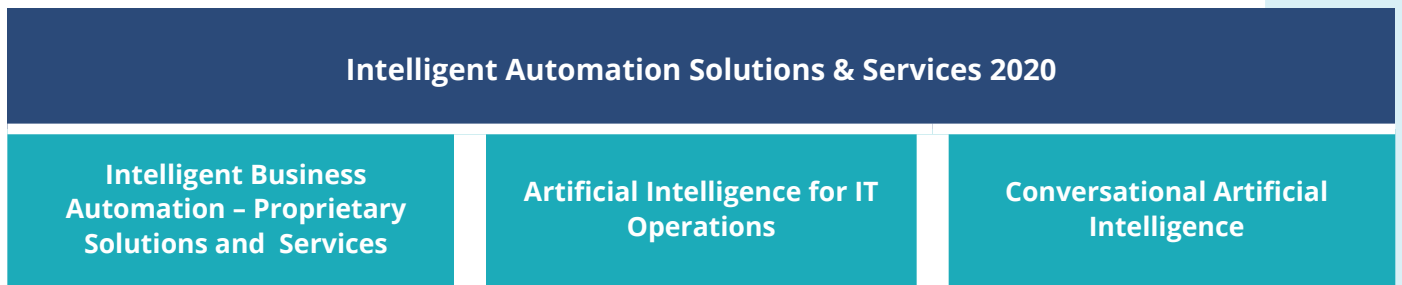 Intelligent Automation Solutions & Services 2020
Intelligent Business
Automation – Proprietary
Solutions and  Services
Artificial Intelligence for IT
Operations
Conversational Artificial
Intelligence